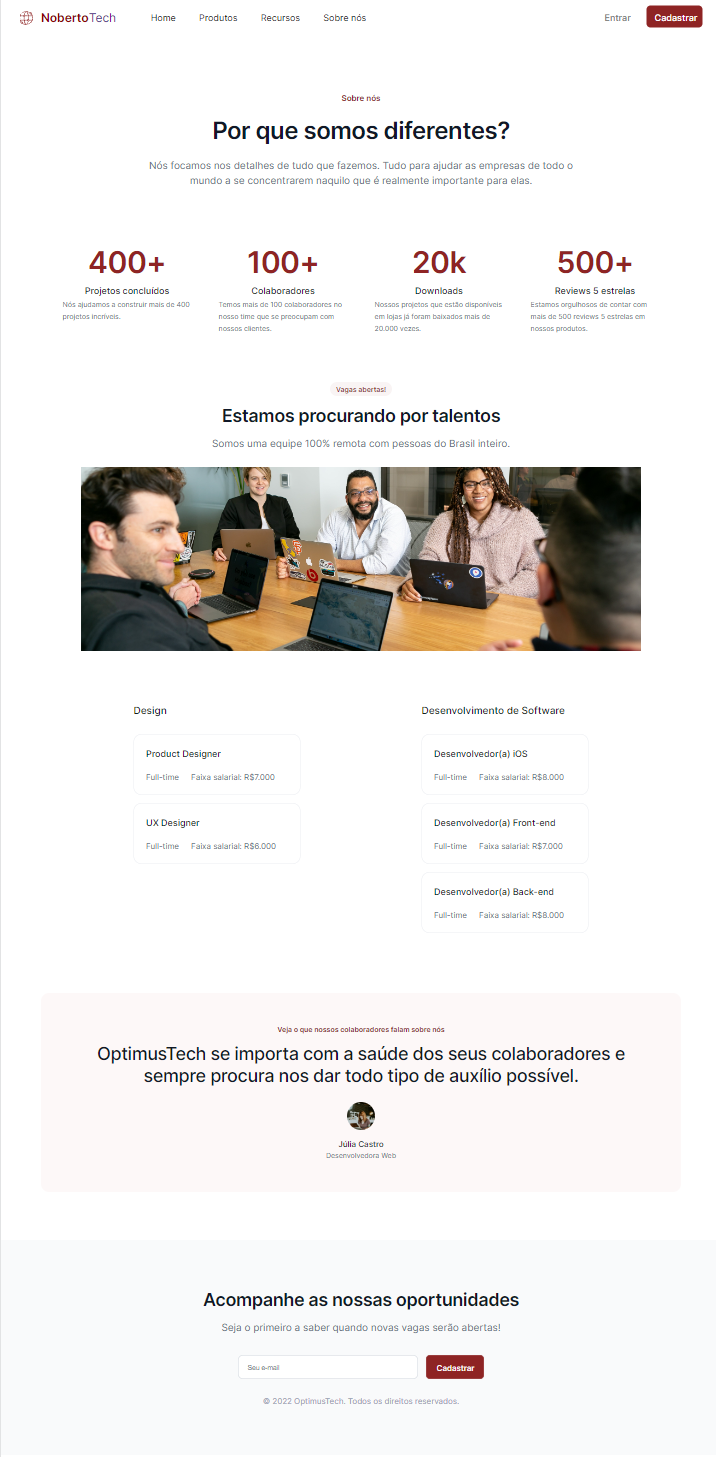 NobertoTech Home Produtos Recursos Sobre nós Entrar Cadastrar
Sobre nós
Por que somos diferentes?
Nós focamos nos detalhes de tudo que fazemos. Tudo para ajudar as empresas de todo o
mundo a se concentrarem naquilo que é realmente importante para elas.
400+
Projetos concluídos
Nós ajudamos a construir mais de 400
projetos incríveis.
100+
Colaboradores
Temos mais de 100 colaboradores no
nosso time que se preocupam com
nossos clientes.
20k
Downloads
Nossos projetos que estão disponíveis
em lojas já foram baixados mais de
20.000 vezes.
500+
Reviews 5 estrelas
Estamos orgulhosos de contar com
mais de 500 reviews 5 estrelas em
nossos produtos.
Vagas abertas!
Estamos procurando por talentos
Somos uma equipe 100% remota com pessoas do Brasil inteiro.
Design
Product Designer
Full-time Faixa salarial: R$7.000
UX Designer
Full-time Faixa salarial: R$6.000
Desenvolvimento de Software
Desenvolvedor(a) iOS
Full-time Faixa salarial: R$8.000
Desenvolvedor(a) Front-end
Full-time Faixa salarial: R$7.000
Desenvolvedor(a) Back-end
Full-time Faixa salarial: R$8.000
Veja o que nossos colaboradores falam sobre nós
OptimusTech se importa com a saúde dos seus colaboradores e
sempre procura nos dar todo tipo de auxílio possível.
Júlia Castro
Desenvolvedora Web
Acompanhe as nossas oportunidades
Seja o primeiro a saber quando novas vagas serão abertas!
Seu e-mail Cadastrar
© 2022 OptimusTech. Todos os direitos reservados.